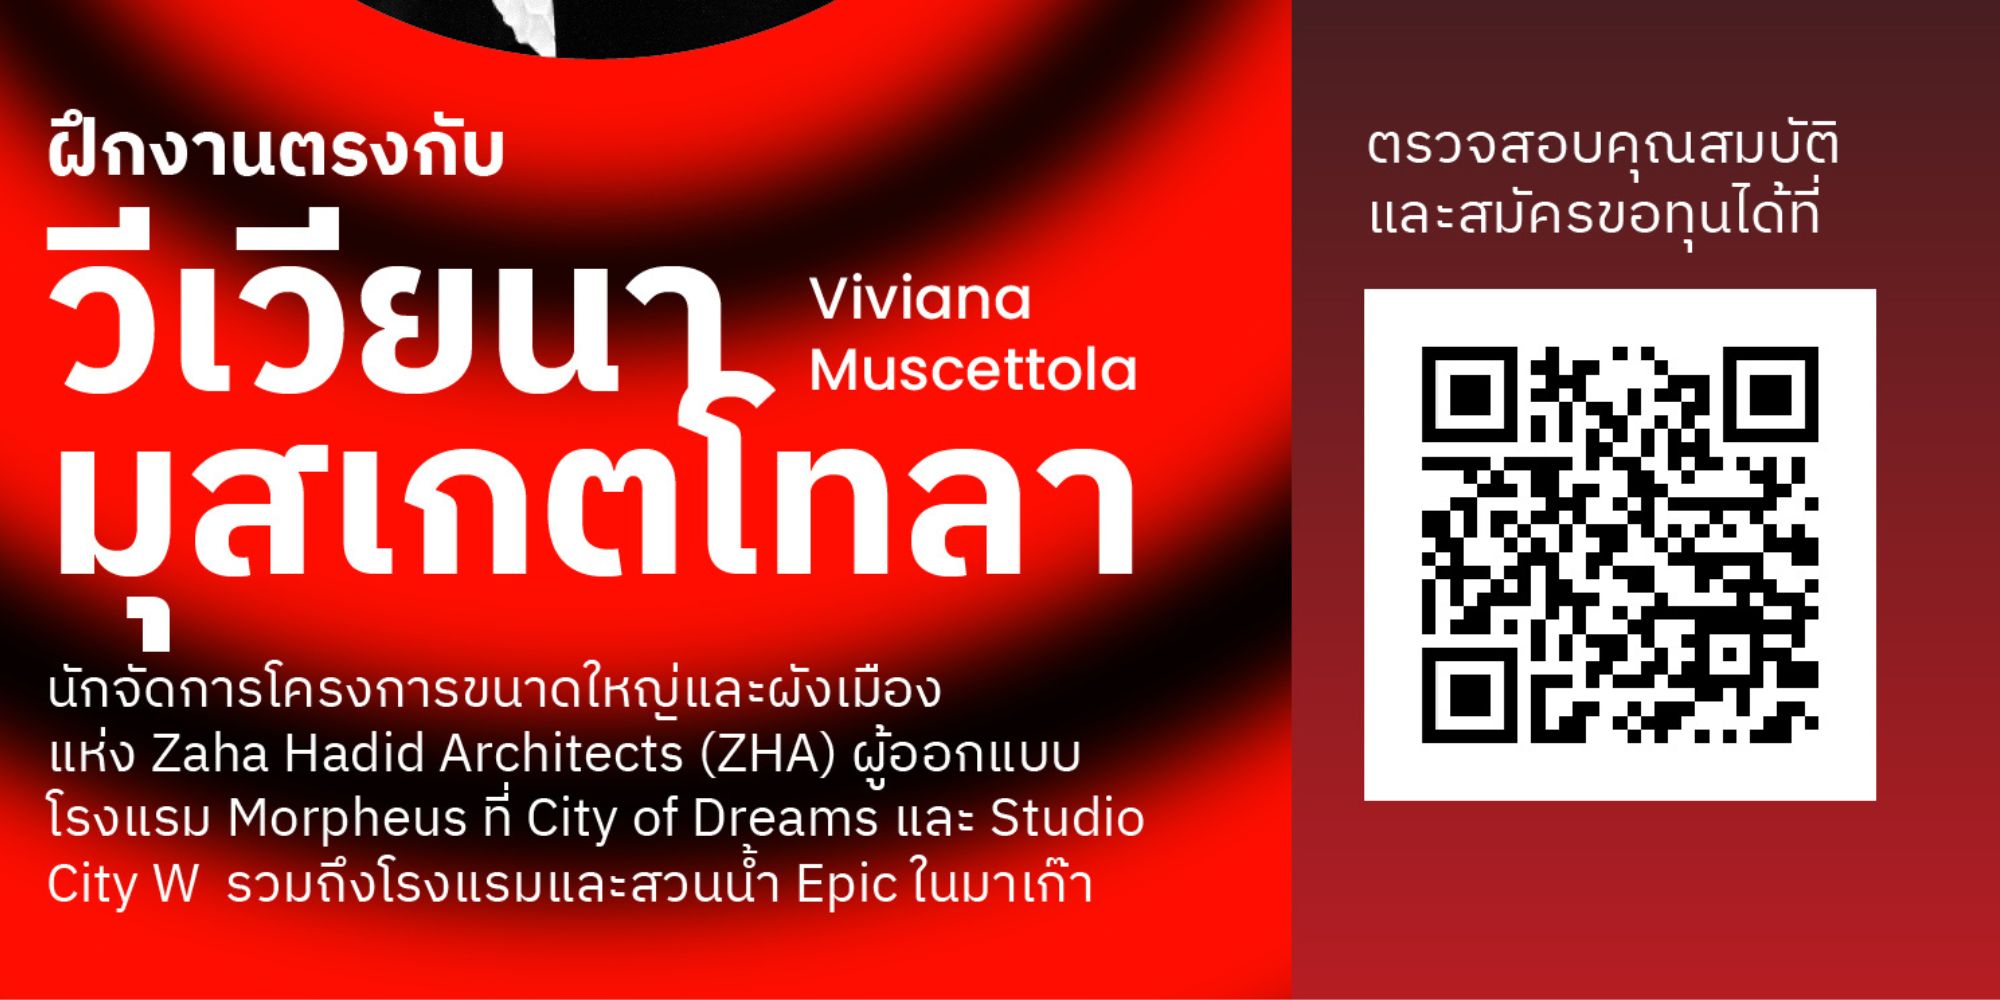 ฝึกงานตรงกับ
วีเวียนา
มุสเกตโทลา
Viviana
Muscettola
นักจัดการโครงการขนาดใหญ่และผังเมือง
แห่ง Zaha Hadid Architects (ZHA) ผู้ออกแบบ
โรงแรม Morpheus ที่ City of Dreams และ Studio
City W รวมถึงโรงแรมและสวนน้ำ Epic ในมาเก๊า
ตรวจสอบคุณสมบัติ
และสมัครขอทุนได้ที่